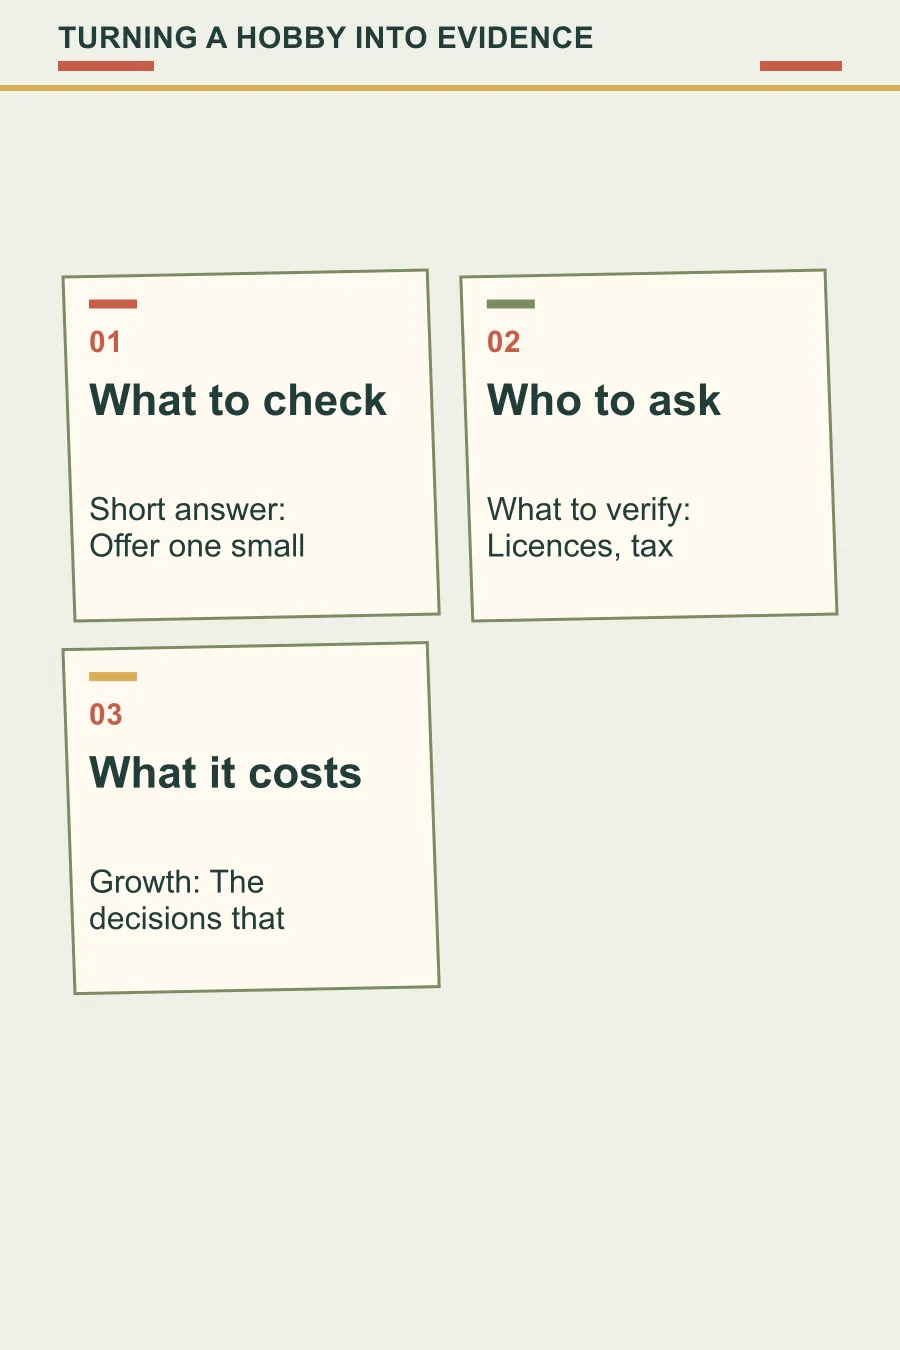 TURNING A HOBBY INTO EVIDENCE
01
What to check
Short answer:
Offer one small
02
Who to ask
What to verify:
Licences, tax
03
What it costs
Growth: The
decisions that